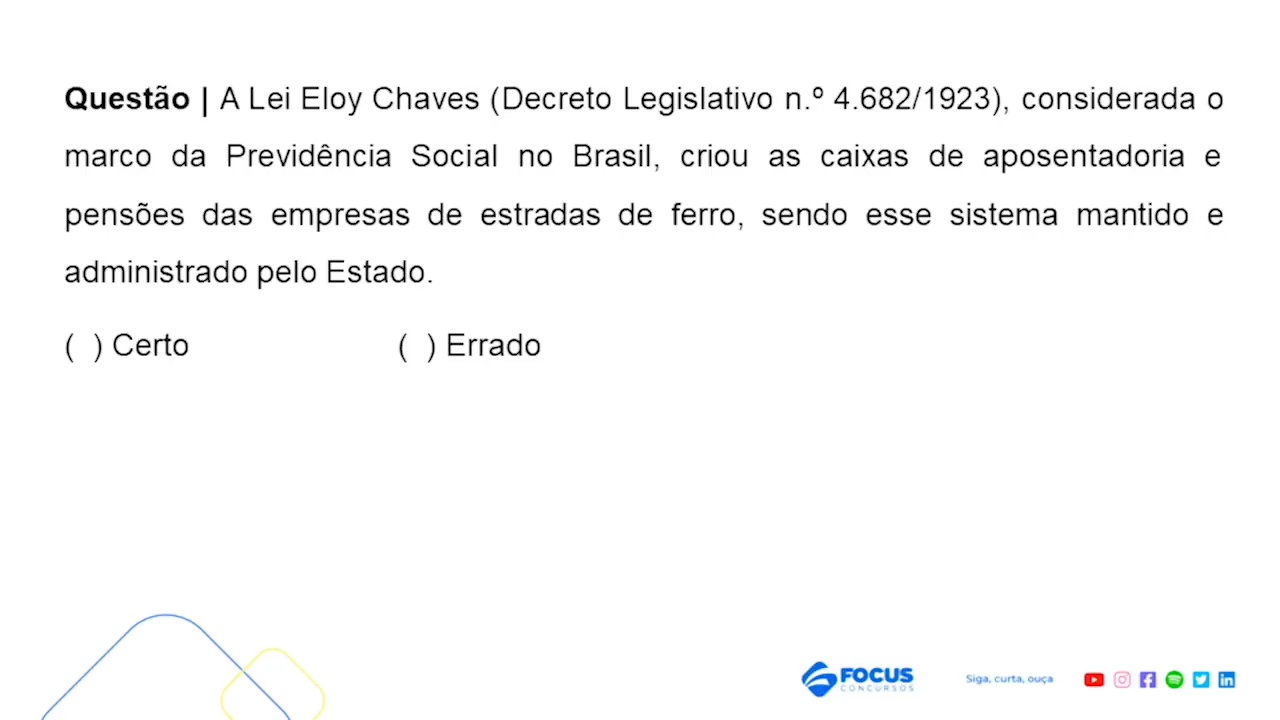 Questão | A Lei Eloy Chaves (Decreto Legislativo n.º 4.682/1923), considerada o
marco da Previdência Social no Brasil, criou as caixas de aposentadoria e
pensões das empresas de estradas de ferro, sendo esse sistema mantido e
administrado pelo Estado.
( ) Certo ( ) Errado
FOCUS
CONCURSOS
Siga, curta, ouça